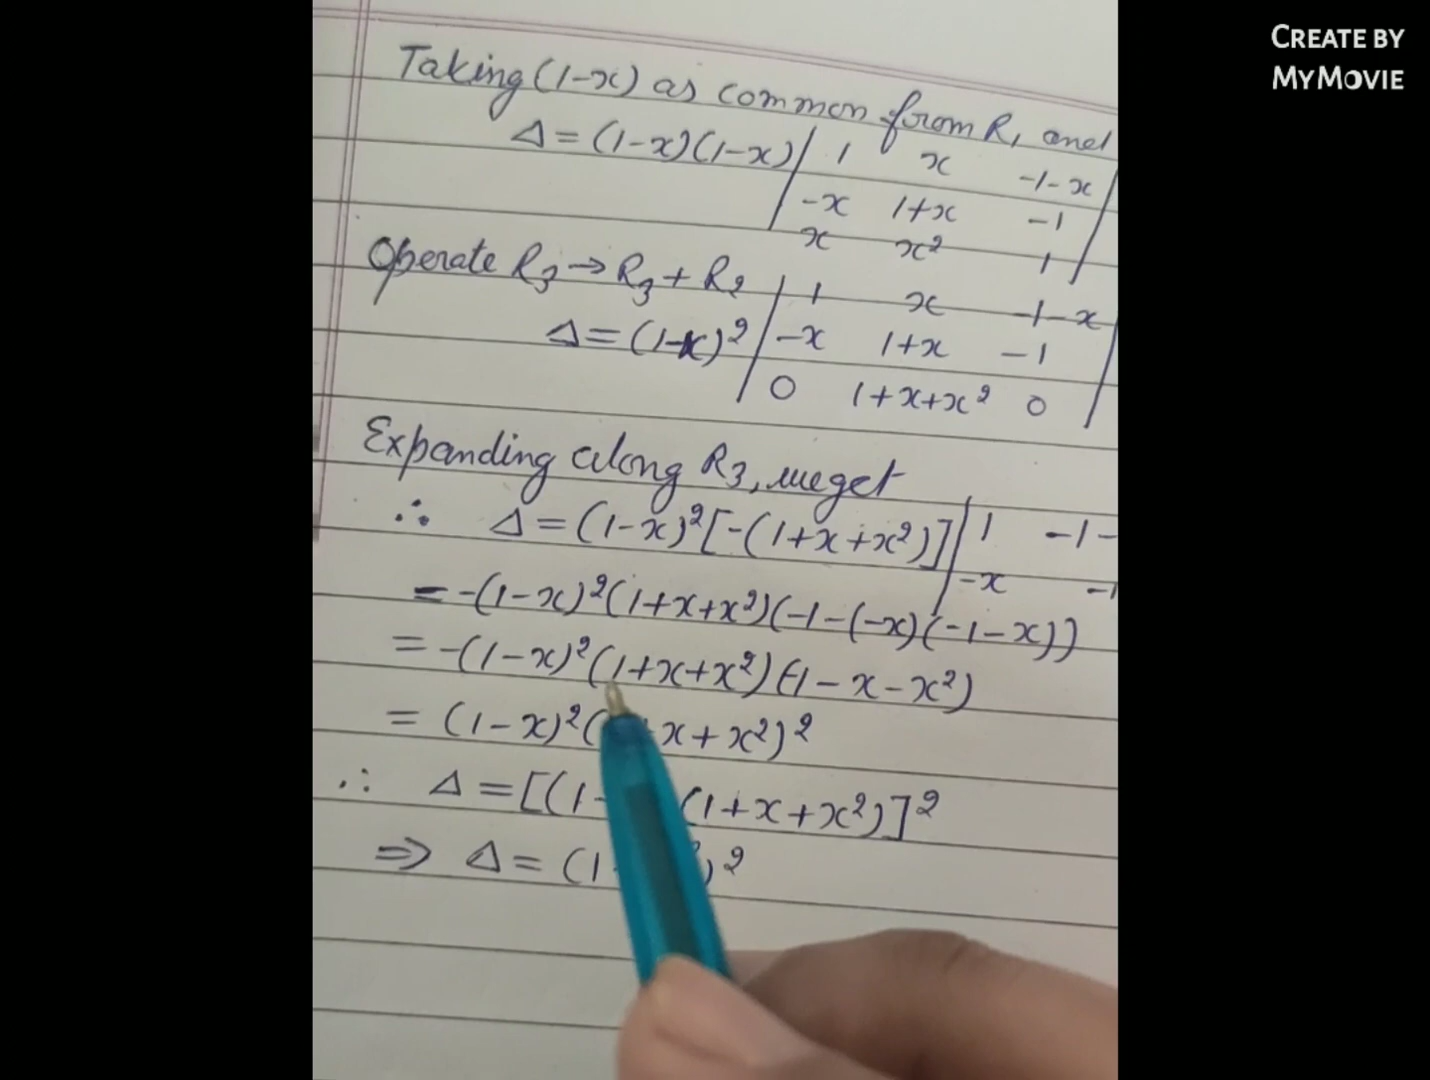 CREATE BY
MYMOVIE
Taking (1-x) as common from R₁ and
Δ = (1-x)(1-x) | 1 x -1-x |
| -x 1+x -1 |
| x x² 1 |
Operate R₃ → R₃ + R₂
| 1 x -1-x |
Δ = (1-x)² | -x 1+x -1 |
| 0 1+x+x² 0 |
Expanding along R₃, we get
∴ Δ = (1-x)² [-(1+x+x²)] | 1 -1-
| -x -1
= -(1-x)² (1+x+x²)(-1-(-x)(-1-x))
= -(1-x)² (1+x+x²)(-1-x-x²)
= (1-x)² ( +x+x²)²
∴ Δ = [(1- (1+x+x²)]²
⇒ Δ = (1- )²